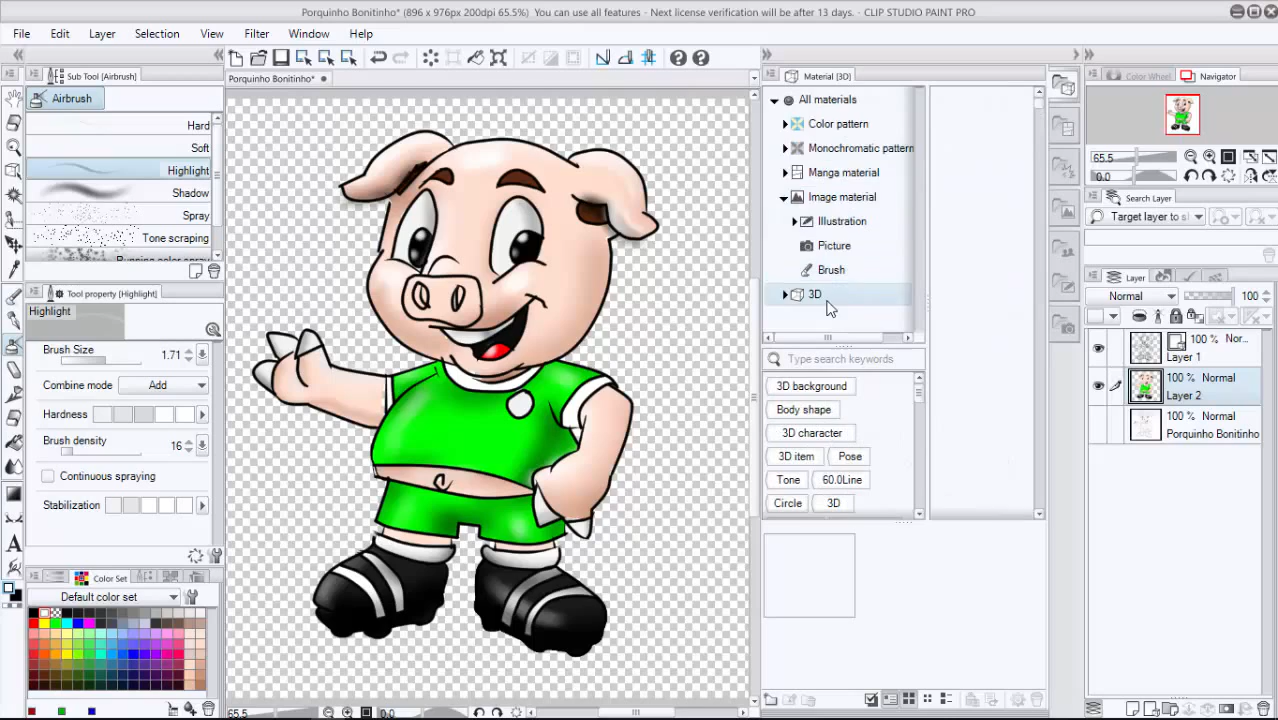 Porquinho Bonitinho* (896 x 976px 200dpi 65.5%)  You can use all features - Next license verification will be after 13 days. - CLIP STUDIO PAINT PRO
File Edit Layer Selection View Filter Window Help
Sub Tool [Airbrush]
Porquinho Bonitinho*
Material [3D]
Color Wheel Navigator
Airbrush
Hard
Soft
Highlight
Shadow
Spray
Tone scraping
Running color spray
Tool property [Highlight]
Highlight
Brush Size 1.71
Combine mode Add
Hardness
Brush density 16
Continuous spraying
Stabilization
Color Set
Default color set
65.5 0.0
All materials
Color pattern
Monochromatic pattern
Manga material
Image material
Illustration
Picture
Brush
3D
Type search keywords
3D background
Body shape
3D character
3D item Pose
Tone 60.0Line
Circle 3D
65.5
0.0
Search Layer
Layer
Normal 100
100 % Nor...
Layer 1
100 % Normal
Layer 2
100 % Normal
Porquinho Bonitinho